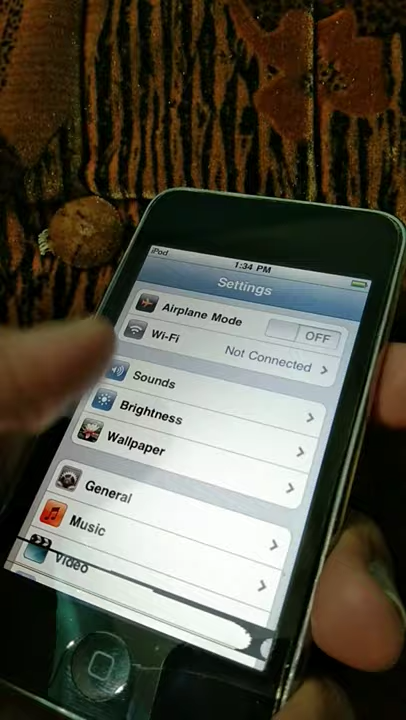 iPod 1:34 PM
Settings
Airplane Mode OFF
Wi-Fi Not Connected
Sounds
Brightness
Wallpaper
General
Music
Video